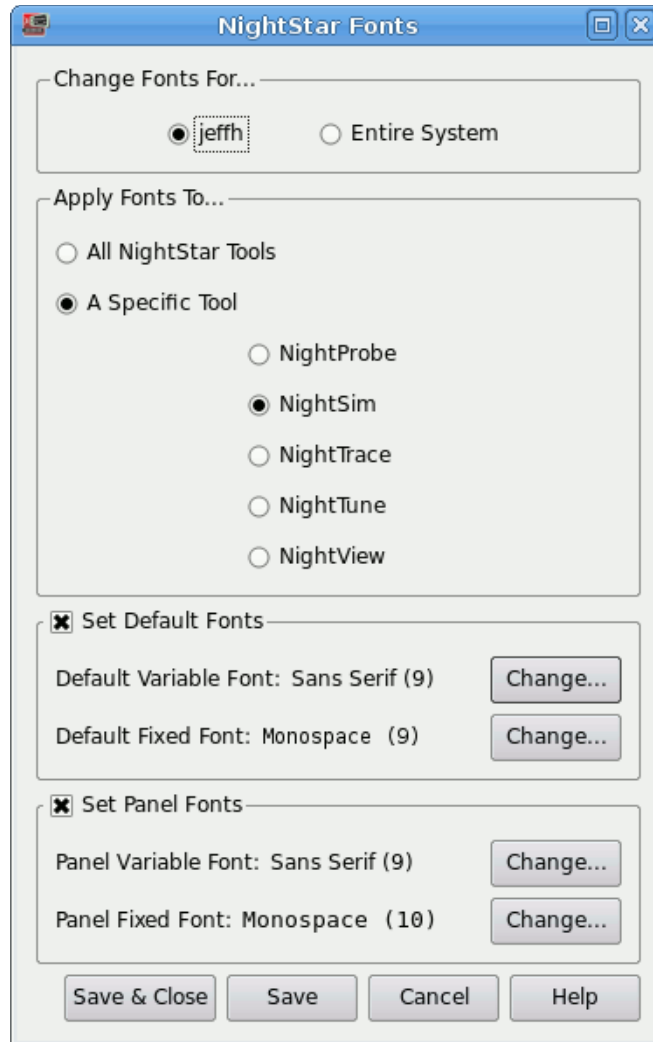 NightStar Fonts
Change Fonts For...
jeffh Entire System
Apply Fonts To...
All NightStar Tools
A Specific Tool
NightProbe
NightSim
NightTrace
NightTune
NightView
Set Default Fonts
Default Variable Font: Sans Serif (9) Change...
Default Fixed Font: Monospace (9) Change...
Set Panel Fonts
Panel Variable Font: Sans Serif (9) Change...
Panel Fixed Font: Monospace (10) Change...
Save & Close Save Cancel Help